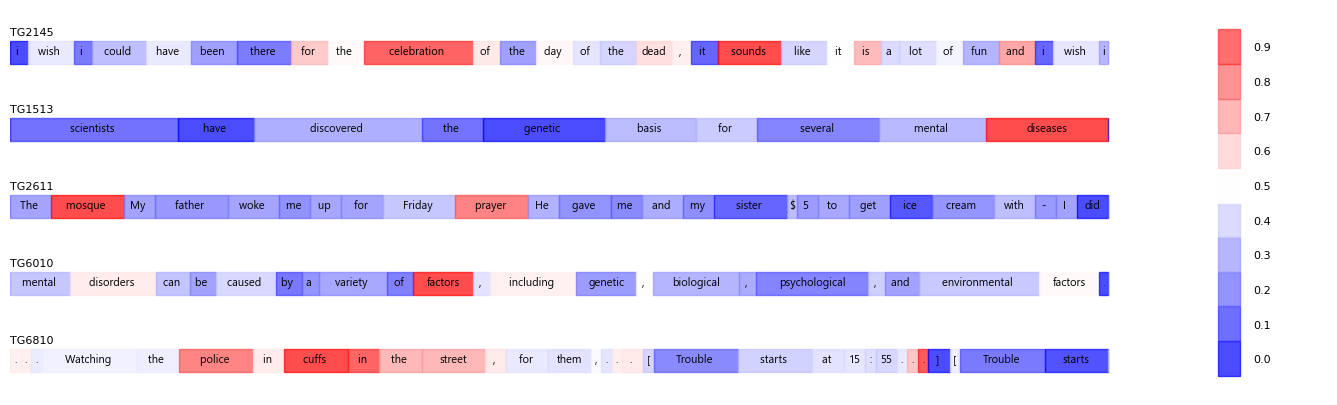 TG2145
i wish i could have been there for the celebration of the day of the dead , it sounds like it is a lot of fun and i wish i
TG1513
scientists have discovered the genetic basis for several mental diseases
TG2611
The mosque My father woke me up for Friday prayer He gave me and my sister $ 5 to get ice cream with - I did
TG6010
mental disorders can be caused by a variety of factors , including genetic , biological , psychological , and environmental factors .
TG6810
. . . Watching the police in cuffs in the street , for them , . . . [ Trouble starts at 15 : 55 . . . ] [ Trouble starts
0.9
0.8
0.7
0.6
0.5
0.4
0.3
0.2
0.1
0.0